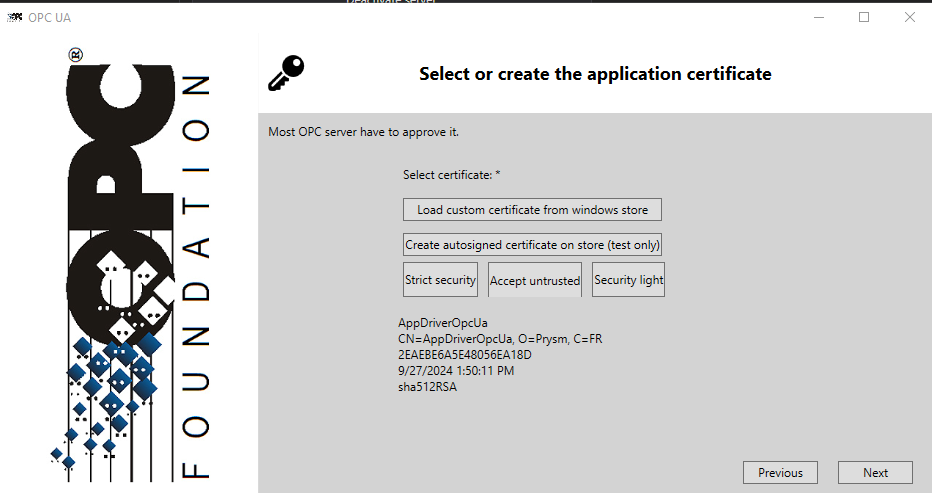 OPC UA
OPC
FOUNDATION
®
Select or create the application certificate
Most OPC server have to approve it.
Select certificate: *
Load custom certificate from windows store
Create autosigned certificate on store (test only)
Strict security Accept untrusted Security light
AppDriverOpcUa
CN=AppDriverOpcUa, O=Prysm, C=FR
2EAEBE6A5E48056EA18D
9/27/2024 1:50:11 PM
sha512RSA
Previous Next